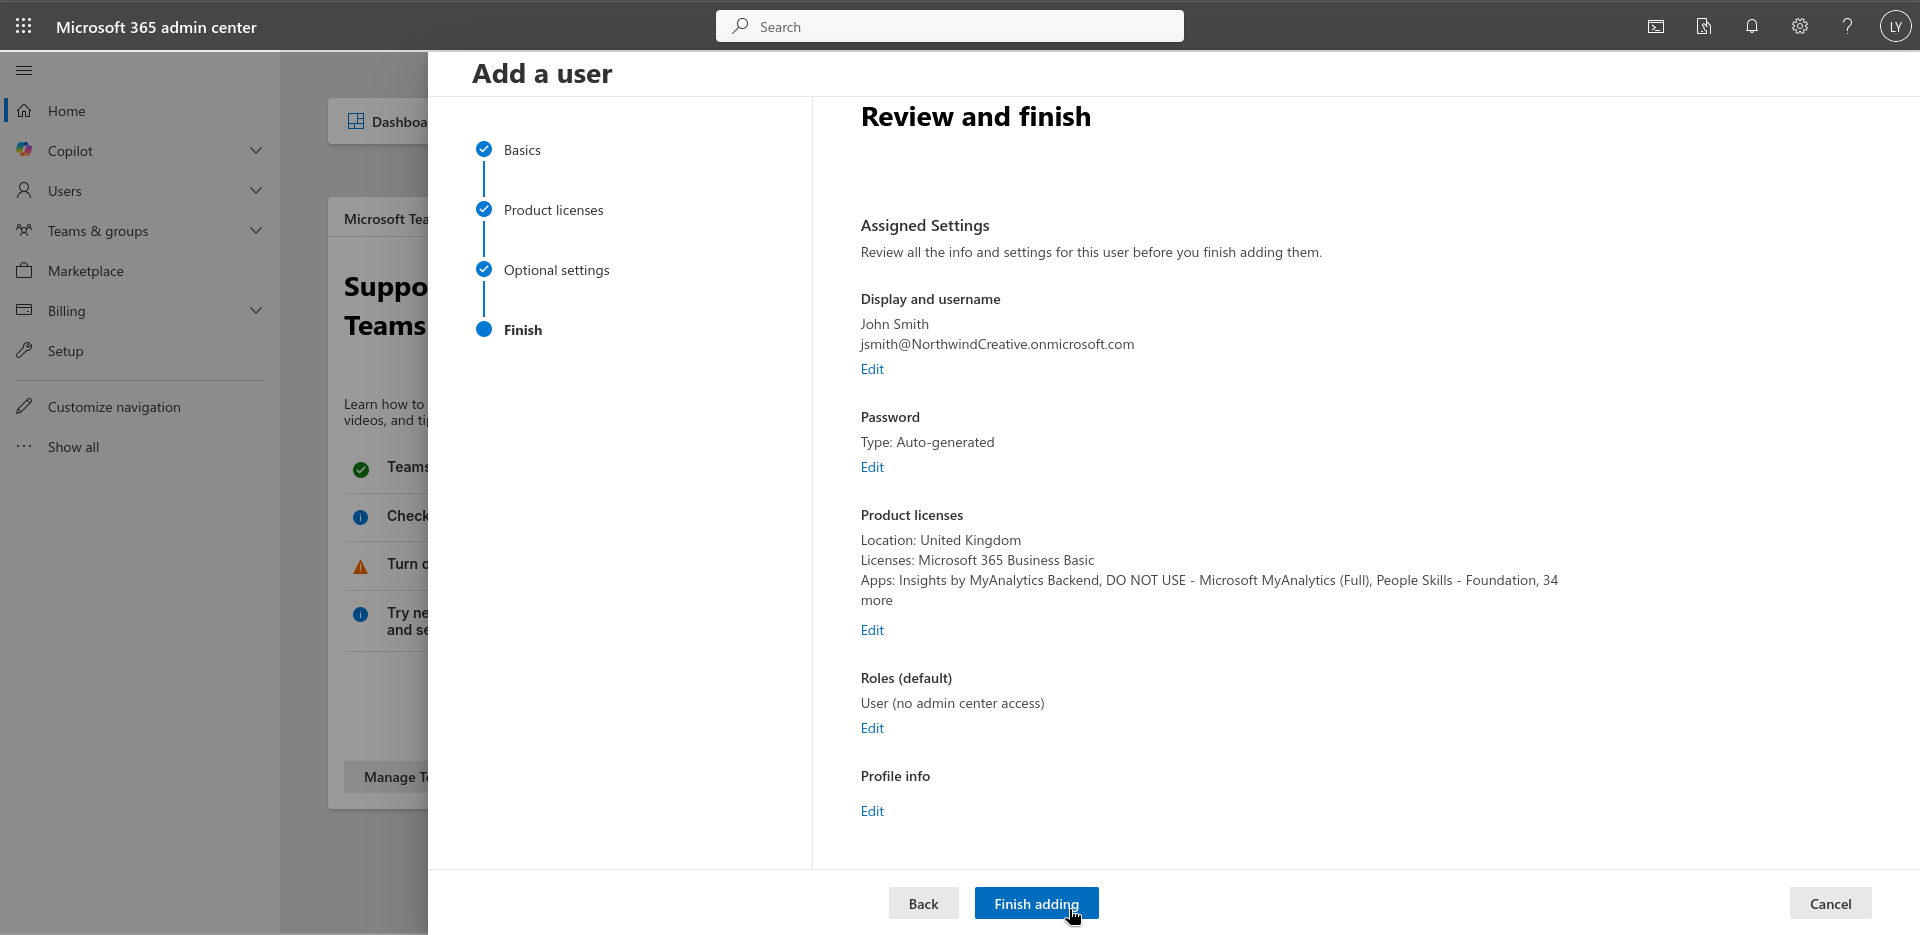 Microsoft 365 admin center
Search
LY
Home
Copilot
Users
Teams & groups
Marketplace
Billing
Setup
Customize navigation
Show all
Dashboa
Microsoft Tea
Suppo
Teams
Learn how to
videos, and ti
Teams
Check
Turn o
Try ne
and se
Manage Te
Add a user
Basics
Product licenses
Optional settings
Finish
Review and finish
Assigned Settings
Review all the info and settings for this user before you finish adding them.
Display and username
John Smith
jsmith@NorthwindCreative.onmicrosoft.com
Edit
Password
Type: Auto-generated
Edit
Product licenses
Location: United Kingdom
Licenses: Microsoft 365 Business Basic
Apps: Insights by MyAnalytics Backend, DO NOT USE - Microsoft MyAnalytics (Full), People Skills - Foundation, 34
more
Edit
Roles (default)
User (no admin center access)
Edit
Profile info
Edit
Back
Finish adding
Cancel